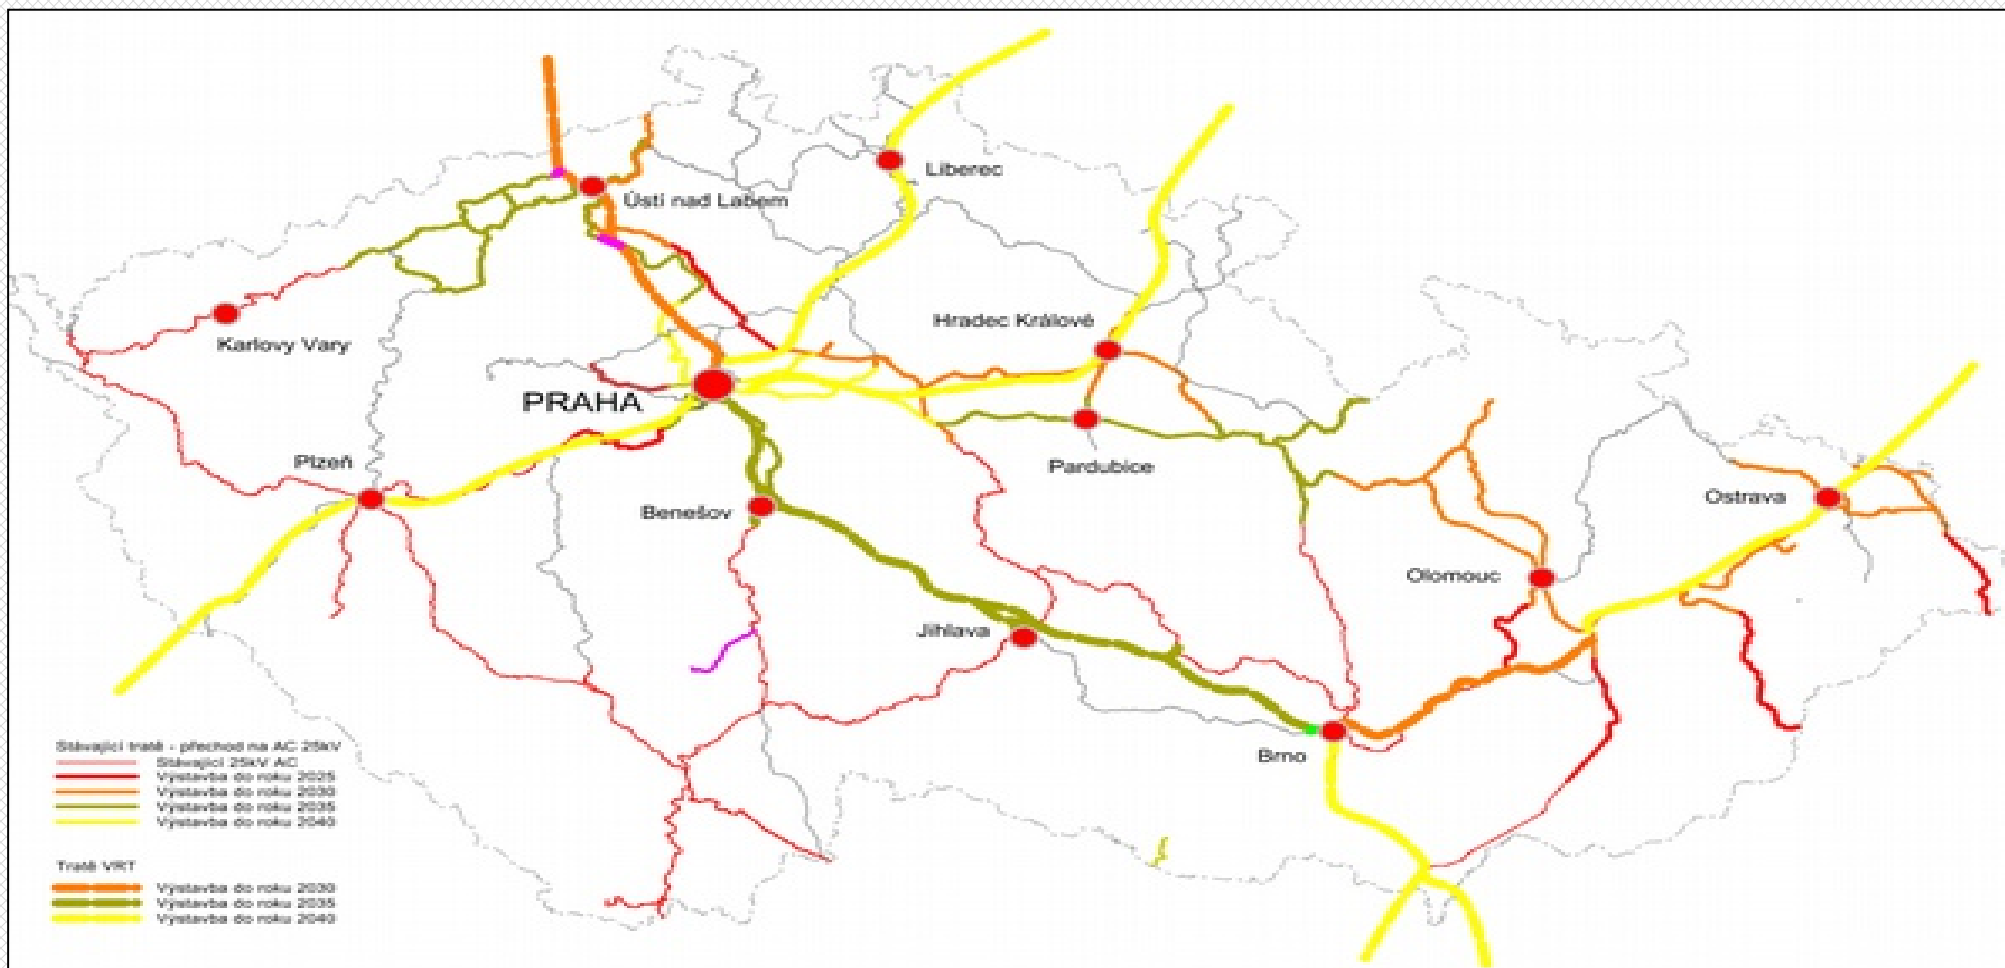 Liberec
Ústí nad Labem
Hradec Králové
Karlovy Vary
PRAHA
Plzeň
Pardubice
Benešov
Ostrava
Olomouc
Jihlava
Brno
Stávající tratě - přechod na AC 25kV
Stávající 25kV AC
Výstavba do roku 2025
Výstavba do roku 2030
Výstavba do roku 2035
Výstavba do roku 2040
Tratě VRT
Výstavba do roku 2030
Výstavba do roku 2035
Výstavba do roku 2040